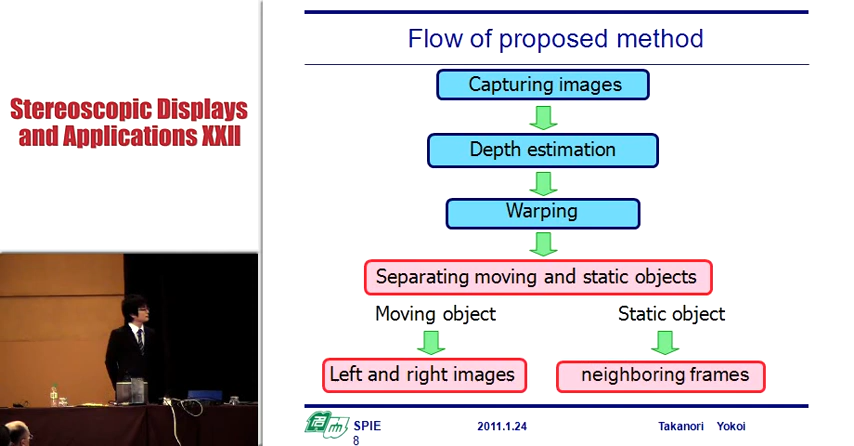 Stereoscopic Displays
and Applications XXII
Flow of proposed method
Capturing images
Depth estimation
Warping
Separating moving and static objects
Moving object
Static object
Left and right images
neighboring frames
SPIE
2011.1.24
Takanori Yokoi
8